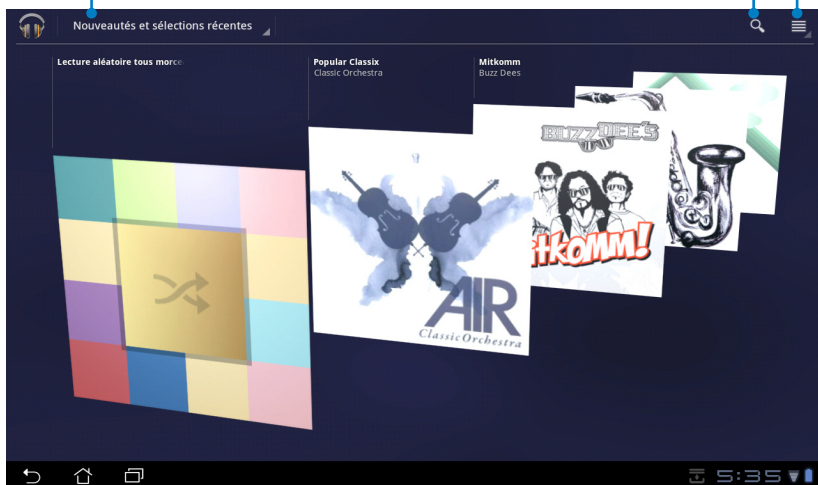 Nouveautés et sélections récentes
Lecture aléatoire tous morce
Popular Classix
Classic Orchestra
Mitkomm
Buzz Dees
BUZZ DEE'S
itkomm!
AIR
ClassicOrchestra
5:35